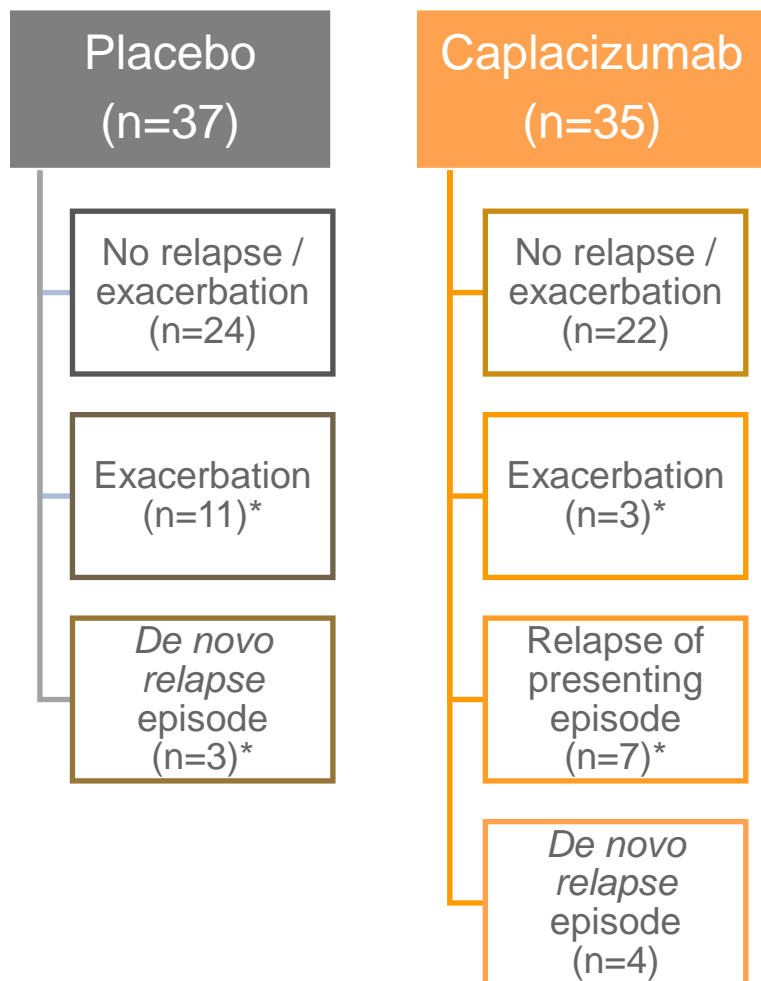 Placebo
(n=37)
No relapse /
exacerbation
(n=24)
Exacerbation
(n=11)*
De novo
relapse
episode
(n=3)*
Caplacizumab
(n=35)
No relapse /
exacerbation
(n=22)
Exacerbation
(n=3)*
Relapse of
presenting
episode
(n=7)*
De novo
relapse
episode
(n=4)